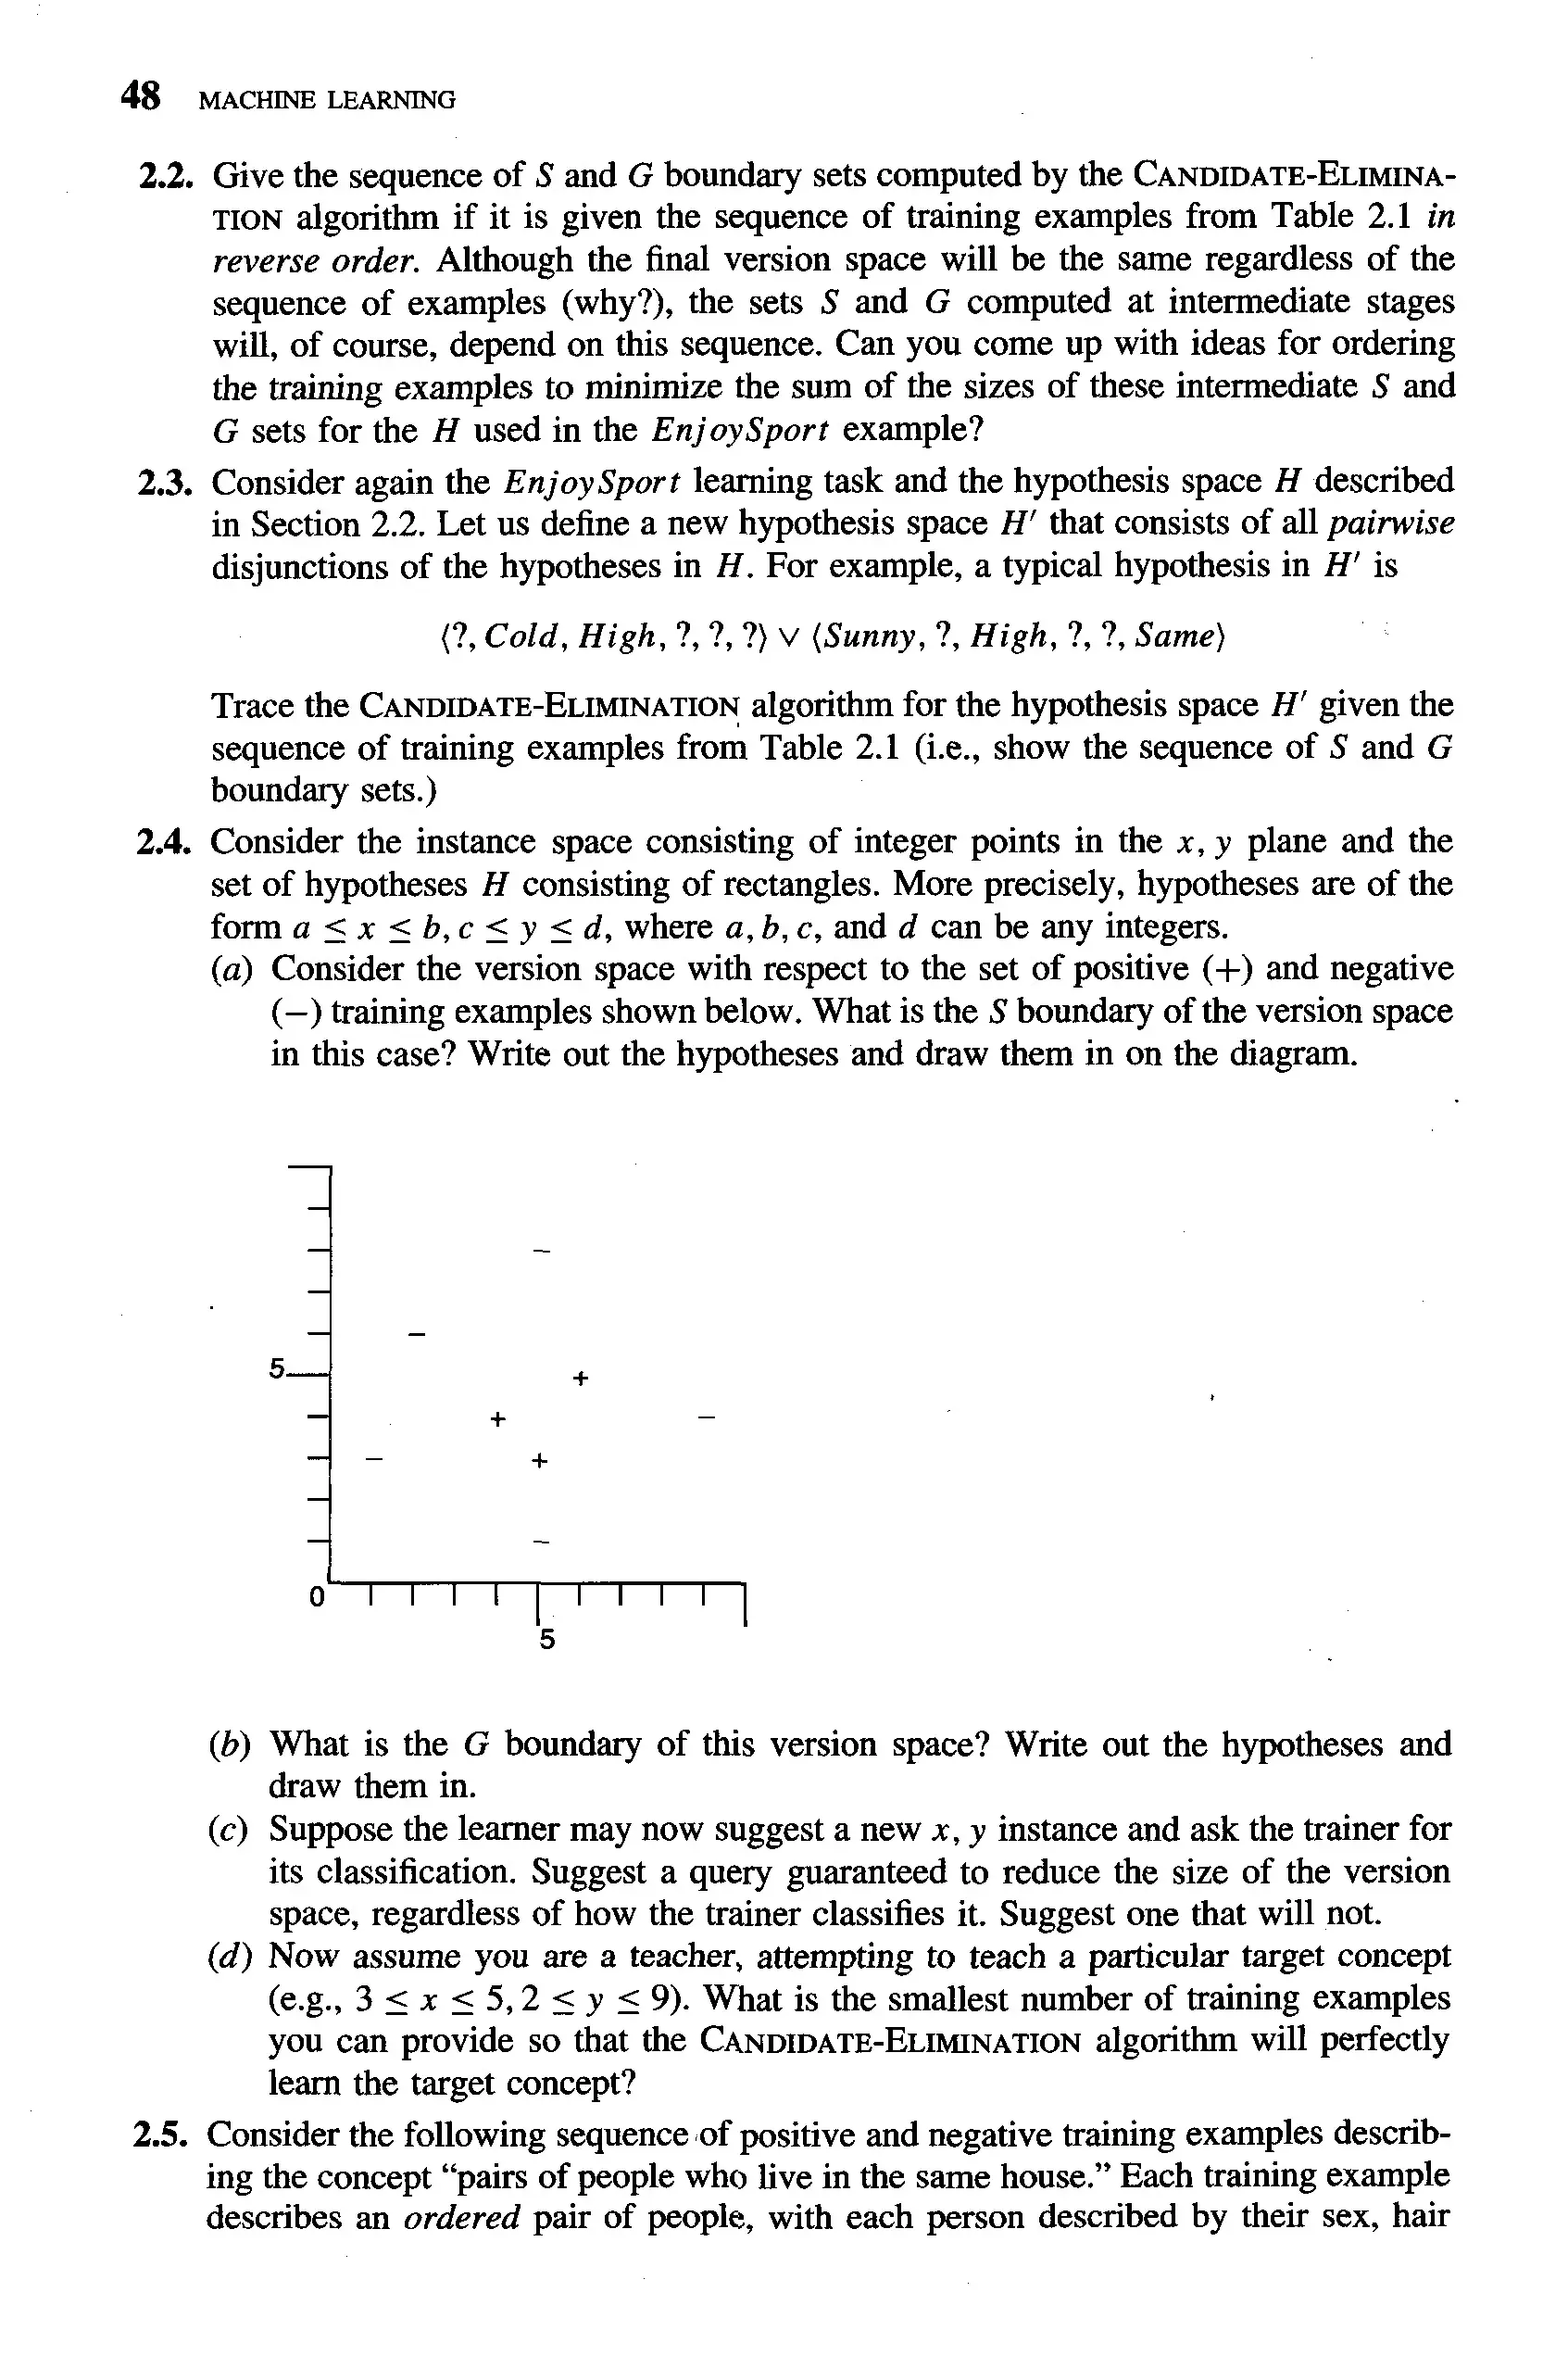 48 MACHINE LEARNING
2.2. Give the sequence of S and G boundary sets computed by the CANDIDATE-ELIMINA-
TION algorithm if it is given the sequence of training examples from Table 2.1 in
reverse order. Although the final version space will be the same regardless of the
sequence of examples (why?), the sets S and G computed at intermediate stages
will, of course, depend on this sequence. Can you come up with ideas for ordering
the training examples to minimize the sum of the sizes of these intermediate S and
G sets for the H used in the EnjoySport example?
2.3. Consider again the EnjoySport learning task and the hypothesis space H described
in Section 2.2. Let us define a new hypothesis space H' that consists of all pairwise
disjunctions of the hypotheses in H. For example, a typical hypothesis in H' is
⟨?, Cold, High, ?, ?, ?⟩ ∨ ⟨Sunny, ?, High, ?, ?, Same⟩
Trace the CANDIDATE-ELIMINATION algorithm for the hypothesis space H' given the
sequence of training examples from Table 2.1 (i.e., show the sequence of S and G
boundary sets.)
2.4. Consider the instance space consisting of integer points in the x, y plane and the
set of hypotheses H consisting of rectangles. More precisely, hypotheses are of the
form a ≤ x ≤ b, c ≤ y ≤ d, where a, b, c, and d can be any integers.
(a) Consider the version space with respect to the set of positive (+) and negative
(−) training examples shown below. What is the S boundary of the version space
in this case? Write out the hypotheses and draw them in on the diagram.
−
−
5
+
+ −
− +
−
0
5
(b) What is the G boundary of this version space? Write out the hypotheses and
draw them in.
(c) Suppose the learner may now suggest a new x, y instance and ask the trainer for
its classification. Suggest a query guaranteed to reduce the size of the version
space, regardless of how the trainer classifies it. Suggest one that will not.
(d) Now assume you are a teacher, attempting to teach a particular target concept
(e.g., 3 ≤ x ≤ 5, 2 ≤ y ≤ 9). What is the smallest number of training examples
you can provide so that the CANDIDATE-ELIMINATION algorithm will perfectly
learn the target concept?
2.5. Consider the following sequence of positive and negative training examples describ-
ing the concept “pairs of people who live in the same house.” Each training example
describes an ordered pair of people, with each person described by their sex, hair